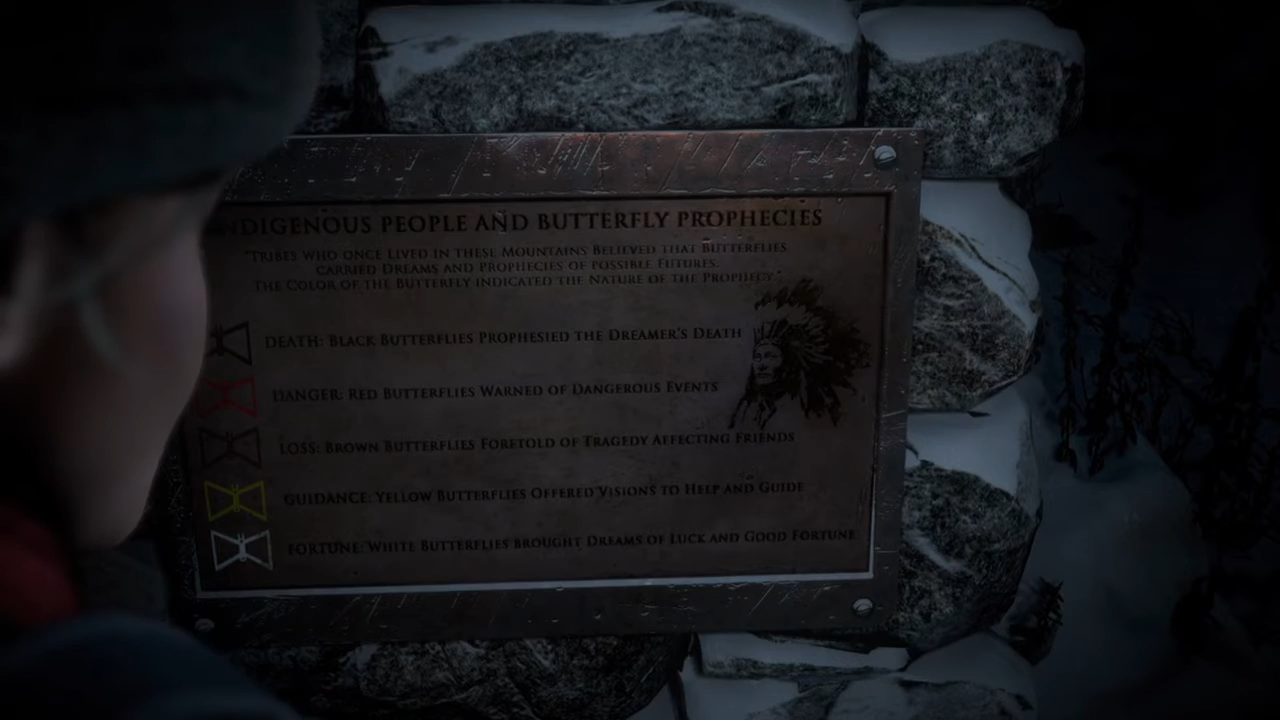 INDIGENOUS PEOPLE AND BUTTERFLY PROPHECIES
"TRIBES WHO ONCE LIVED IN THESE MOUNTAINS BELIEVED THAT BUTTERFLIES
CARRIED DREAMS AND PROPHECIES OF POSSIBLE FUTURES.
THE COLOR OF THE BUTTERFLY INDICATED THE NATURE OF THE PROPHECY."
DEATH: BLACK BUTTERFLIES PROPHESIED THE DREAMER'S DEATH
DANGER: RED BUTTERFLIES WARNED OF DANGEROUS EVENTS
LOSS: BROWN BUTTERFLIES FORETOLD OF TRAGEDY AFFECTING FRIENDS
GUIDANCE: YELLOW BUTTERFLIES OFFERED VISIONS TO HELP AND GUIDE
FORTUNE: WHITE BUTTERFLIES BROUGHT DREAMS OF LUCK AND GOOD FORTUNE